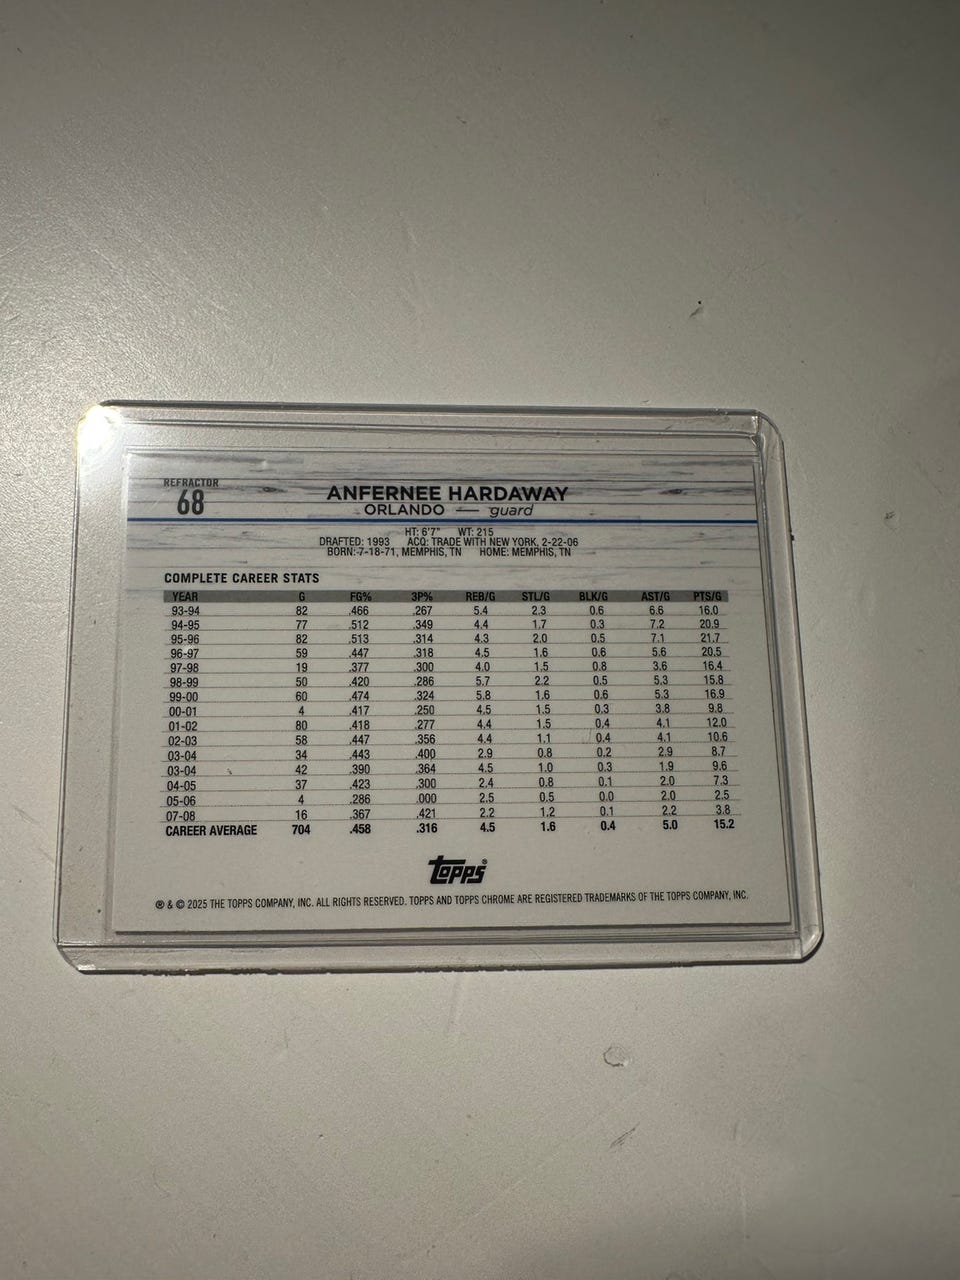 REFRACTOR
68
ANFERNEE HARDAWAY
ORLANDO — guard
HT: 6'7" WT: 215
DRAFTED: 1993 ACQ: TRADE WITH NEW YORK, 2-22-06
BORN: 7-18-71, MEMPHIS, TN HOME: MEMPHIS, TN
COMPLETE CAREER STATS
YEAR G FG% 3P% REB/G STL/G BLK/G AST/G PTS/G
93-94 82 .466 .267 5.4 2.3 0.6 6.6 16.0
94-95 77 .512 .349 4.4 1.7 0.3 7.2 20.9
95-96 82 .513 .314 4.3 2.0 0.5 7.1 21.7
96-97 59 .447 .318 4.5 1.6 0.6 5.6 20.5
97-98 19 .377 .300 4.0 1.5 0.8 3.6 16.4
98-99 50 .420 .286 5.7 2.2 0.5 5.3 15.8
99-00 60 .474 .324 5.8 1.6 0.6 5.3 16.9
00-01 4 .417 .250 4.5 1.5 0.3 3.8 9.8
01-02 80 .418 .277 4.4 1.5 0.4 4.1 12.0
02-03 58 .447 .356 4.4 1.1 0.4 4.1 10.6
03-04 34 .443 .400 2.9 0.8 0.2 2.9 8.7
03-04 42 .390 .364 4.5 1.0 0.3 1.9 9.6
04-05 37 .423 .300 2.4 0.8 0.1 2.0 7.3
05-06 4 .286 .000 2.5 0.5 0.0 2.0 2.5
07-08 16 .367 .421 2.2 1.2 0.1 2.2 3.8
CAREER AVERAGE 704 .458 .316 4.5 1.6 0.4 5.0 15.2
topps®
® & © 2025 THE TOPPS COMPANY, INC. ALL RIGHTS RESERVED. TOPPS AND TOPPS CHROME ARE REGISTERED TRADEMARKS OF THE TOPPS COMPANY, INC.